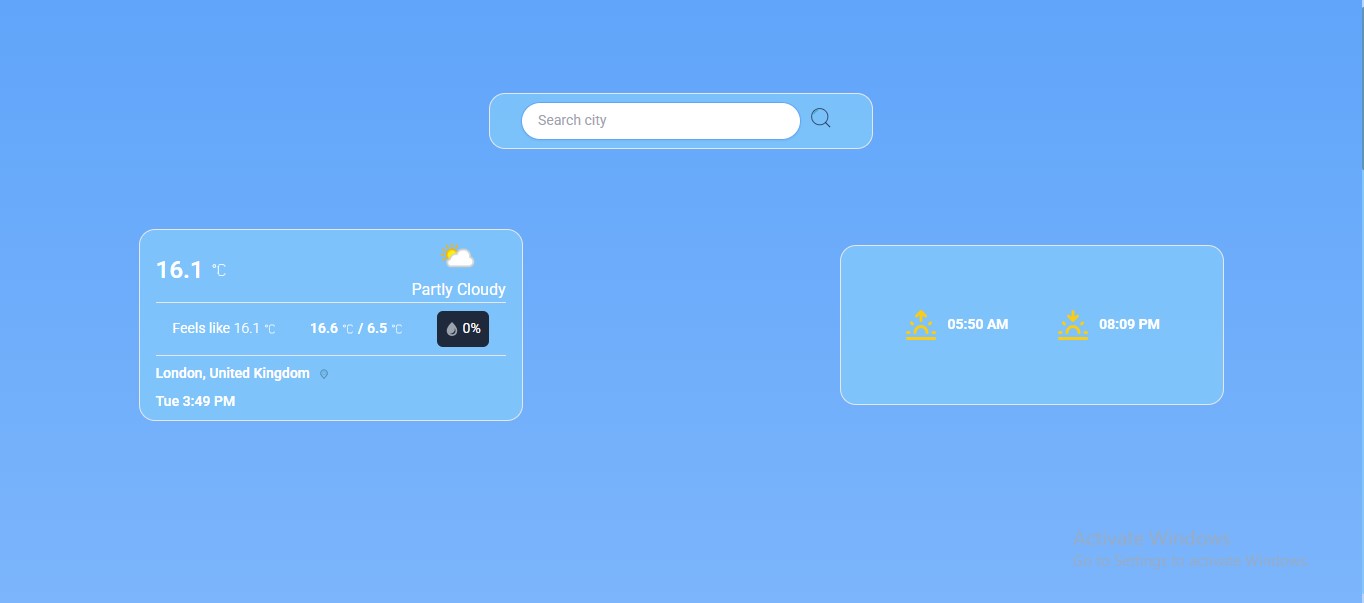 Search city
16.1 °C
Partly Cloudy
Feels like 16.1 °C 16.6 °C / 6.5 °C 0%
London, United Kingdom
Tue 3:49 PM
05:50 AM 08:09 PM
Activate Windows
Go to Settings to activate Windows.